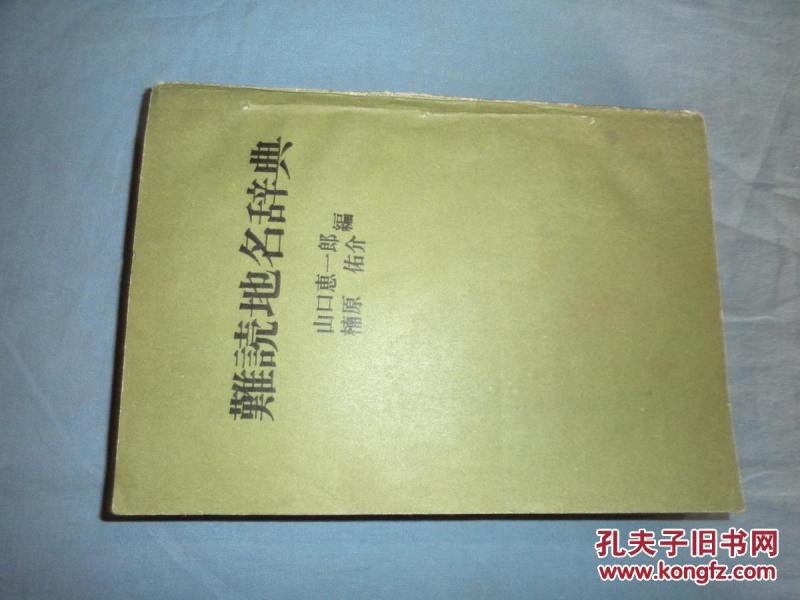 難読地名辞典
山口恵一郎
楠原佑介
編
孔夫子旧书网
www.kongfz.com